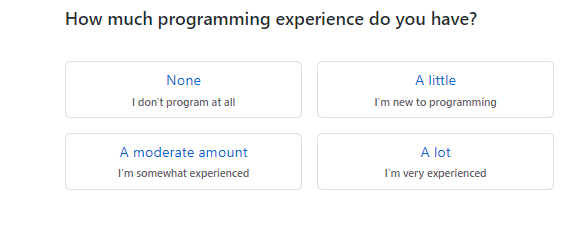 How much programming experience do you have?
None
I don't program at all
A little
I'm new to programming
A moderate amount
I'm somewhat experienced
A lot
I'm very experienced